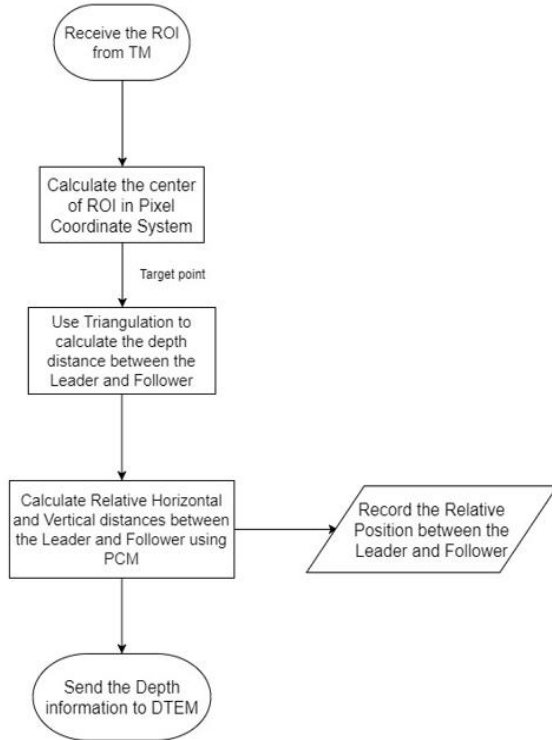 Receive the ROI
from TM
Calculate the center
of ROI in Pixel
Coordinate System
Target point
Use Triangulation to
calculate the depth
distance between the
Leader and Follower
Calculate Relative Horizontal
and Vertical distances between
the Leader and Follower using
PCM
Record the Relative
Position between the
Leader and Follower
Send the Depth
information to DTEM